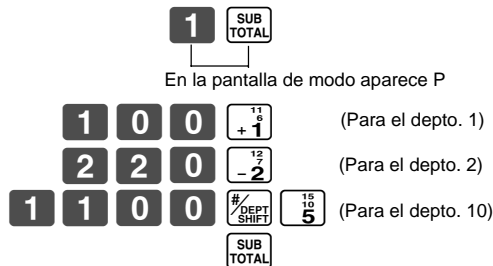 1 SUB TOTAL
En la pantalla de modo aparece P
1 0 0 11 6 +1 (Para el depto. 1)
2 2 0 12 7 -2 (Para el depto. 2)
1 1 0 0 #/DEPT SHIFT 15 10 5 (Para el depto. 10)
SUB TOTAL